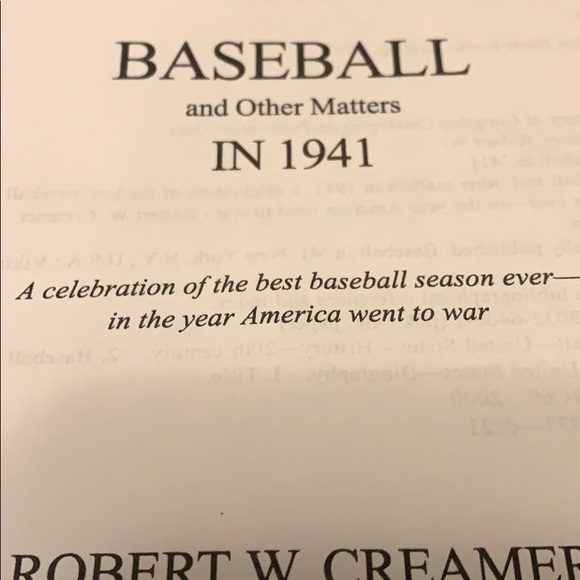 BASEBALL
and Other Matters
IN 1941
A celebration of the best baseball season ever—
in the year America went to war
ROBERT W. CREAMER